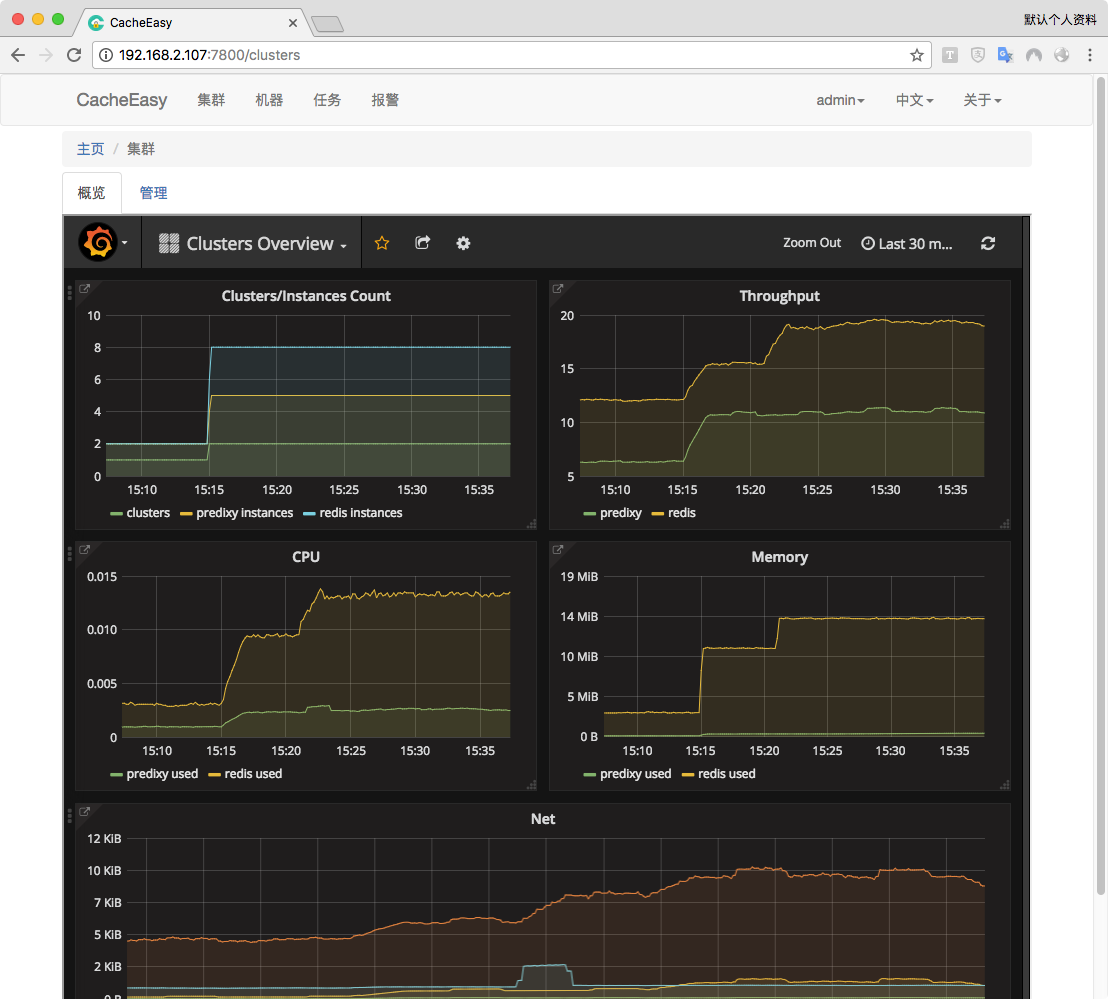 CacheEasy
默认个人资料
192.168.2.107:7800/clusters
CacheEasy 集群 机器 任务 报警 admin 中文 关于
主页 / 集群
概览 管理
Clusters Overview Zoom Out Last 30 m...
Clusters/Instances Count
10
8
6
4
2
0
15:10 15:15 15:20 15:25 15:30 15:35
clusters predixy instances redis instances
Throughput
20
15
10
5
15:10 15:15 15:20 15:25 15:30 15:35
predixy redis
CPU
0.015
0.010
0.005
0
15:10 15:15 15:20 15:25 15:30 15:35
predixy used redis used
Memory
19 MiB
14 MiB
10 MiB
5 MiB
0 B
15:10 15:15 15:20 15:25 15:30 15:35
predixy used redis used
Net
12 KiB
10 KiB
7 KiB
5 KiB
2 KiB
0 B